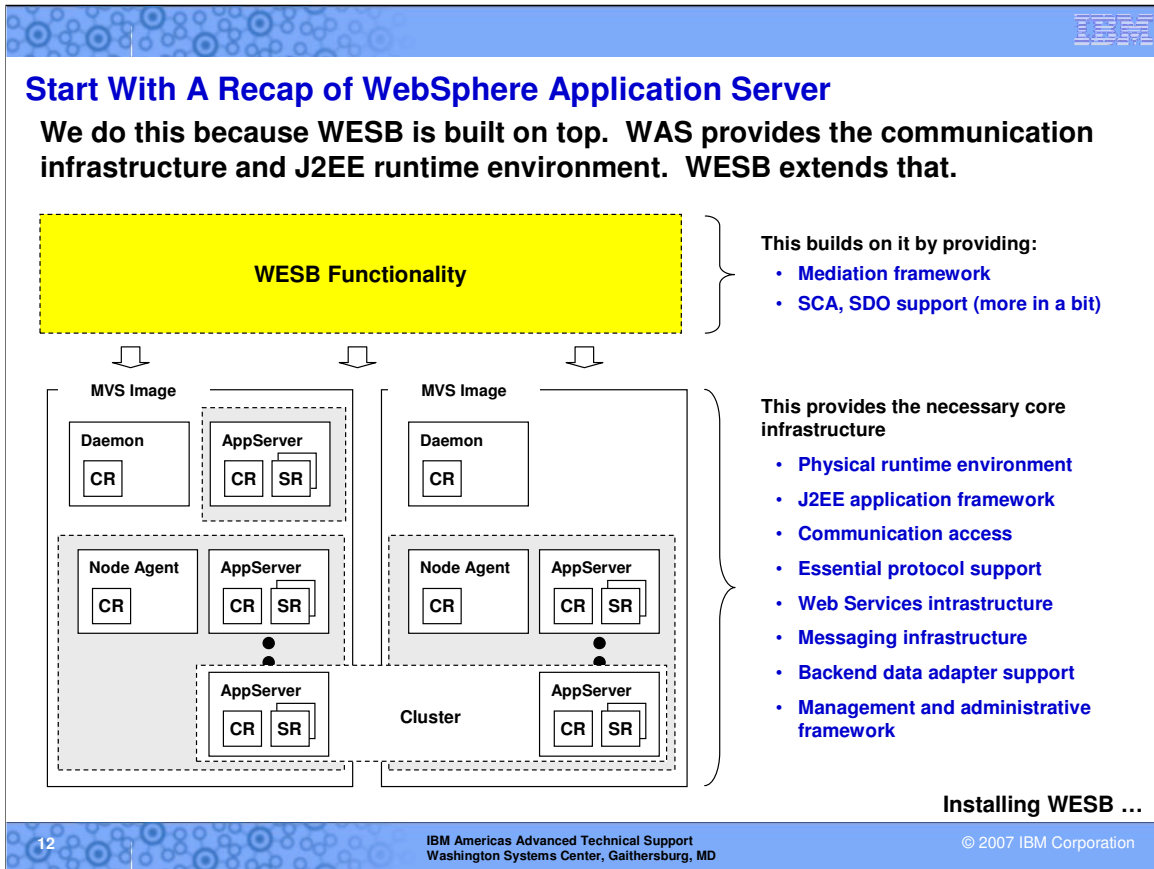 IBM
Start With A Recap of WebSphere Application Server
We do this because WESB is built on top. WAS provides the communication
infrastructure and J2EE runtime environment. WESB extends that.
WESB Functionality
This builds on it by providing:
• Mediation framework
• SCA, SDO support (more in a bit)
MVS Image
Daemon
CR
AppServer
CR SR
Node Agent
CR
AppServer
CR SR
AppServer
CR SR
MVS Image
Daemon
CR
Node Agent
CR
AppServer
CR SR
Cluster
AppServer
CR SR
This provides the necessary core
infrastructure
• Physical runtime environment
• J2EE application framework
• Communication access
• Essential protocol support
• Web Services intrastructure
• Messaging infrastructure
• Backend data adapter support
• Management and administrative
framework
Installing WESB …
12
IBM Americas Advanced Technical Support
Washington Systems Center, Gaithersburg, MD
© 2007 IBM Corporation